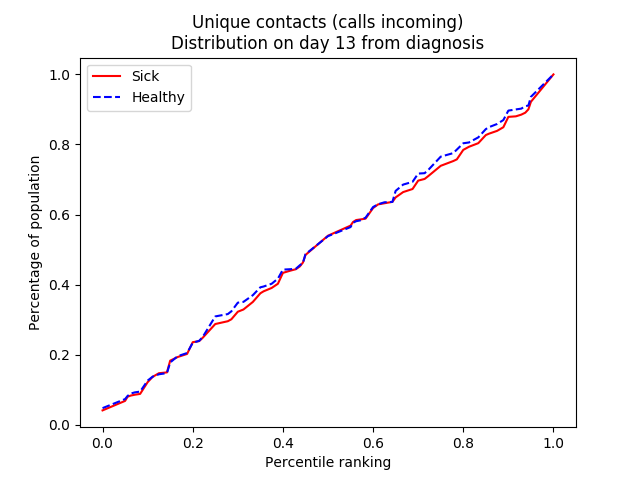 Unique contacts (calls incoming)
Distribution on day 13 from diagnosis
Sick
Healthy
Percentage of population
1.0
0.8
0.6
0.4
0.2
0.0
0.0 0.2 0.4 0.6 0.8 1.0
Percentile ranking